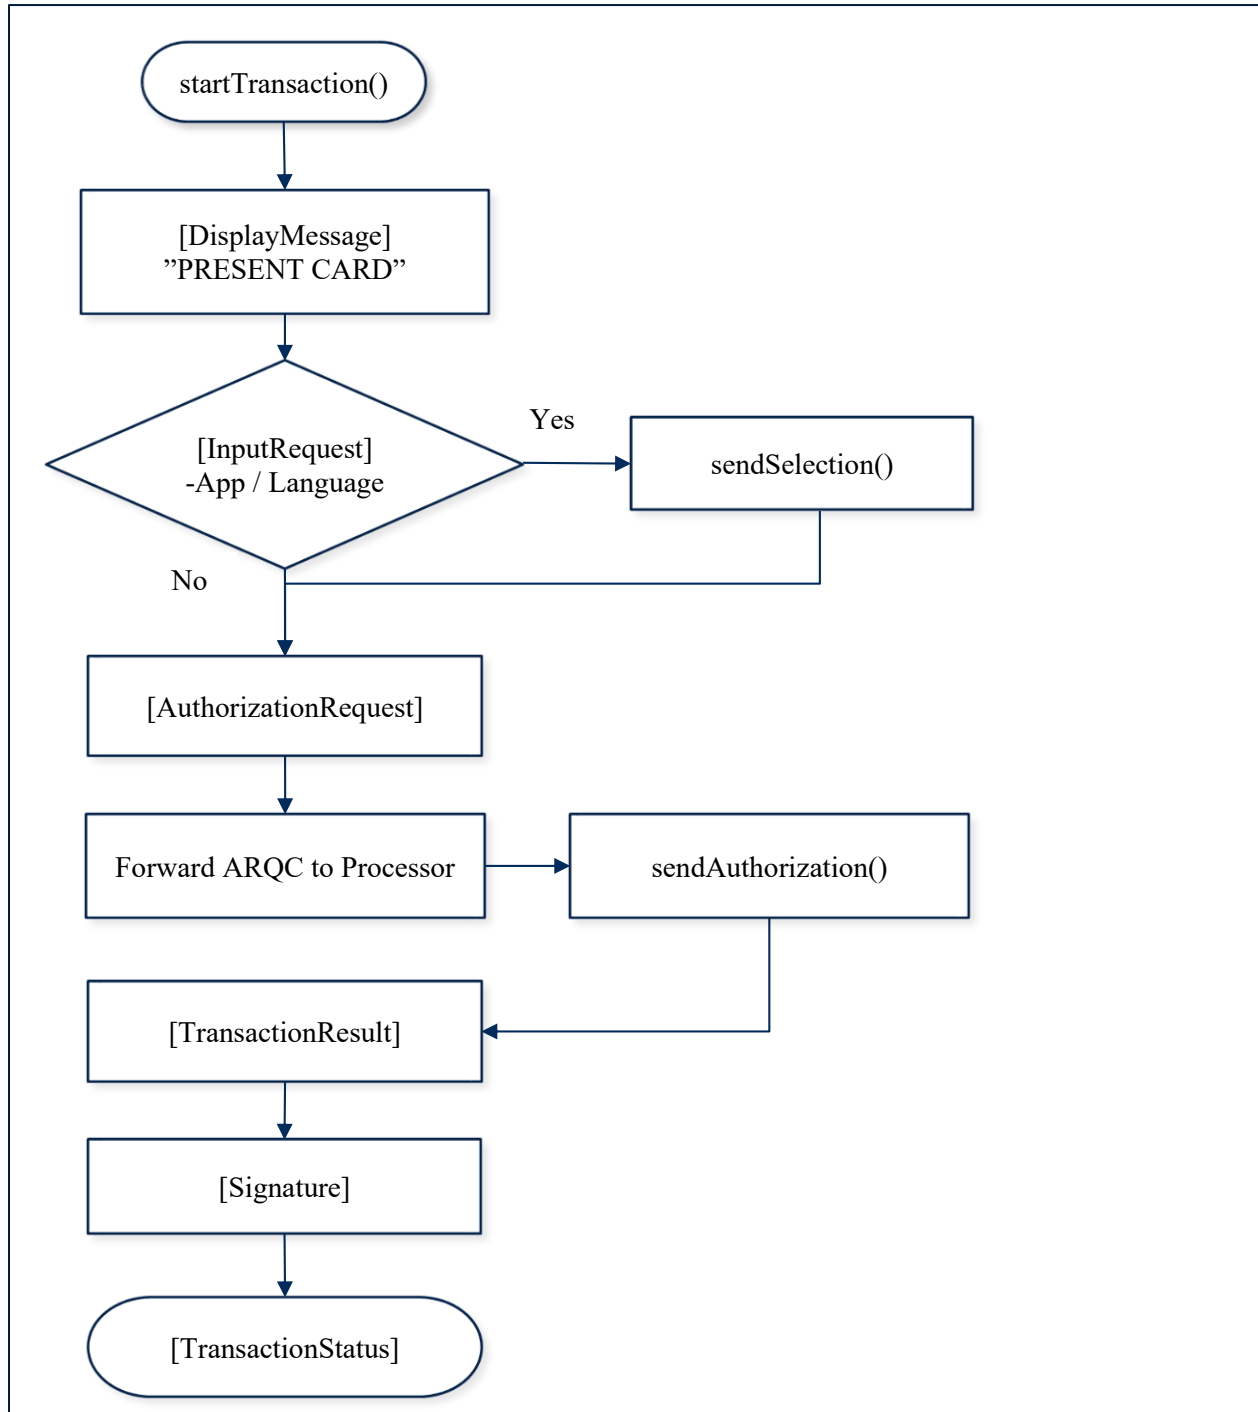 startTransaction()
[DisplayMessage]
”PRESENT CARD”
[InputRequest]
-App / Language
Yes
sendSelection()
No
[AuthorizationRequest]
Forward ARQC to Processor
sendAuthorization()
[TransactionResult]
[Signature]
[TransactionStatus]